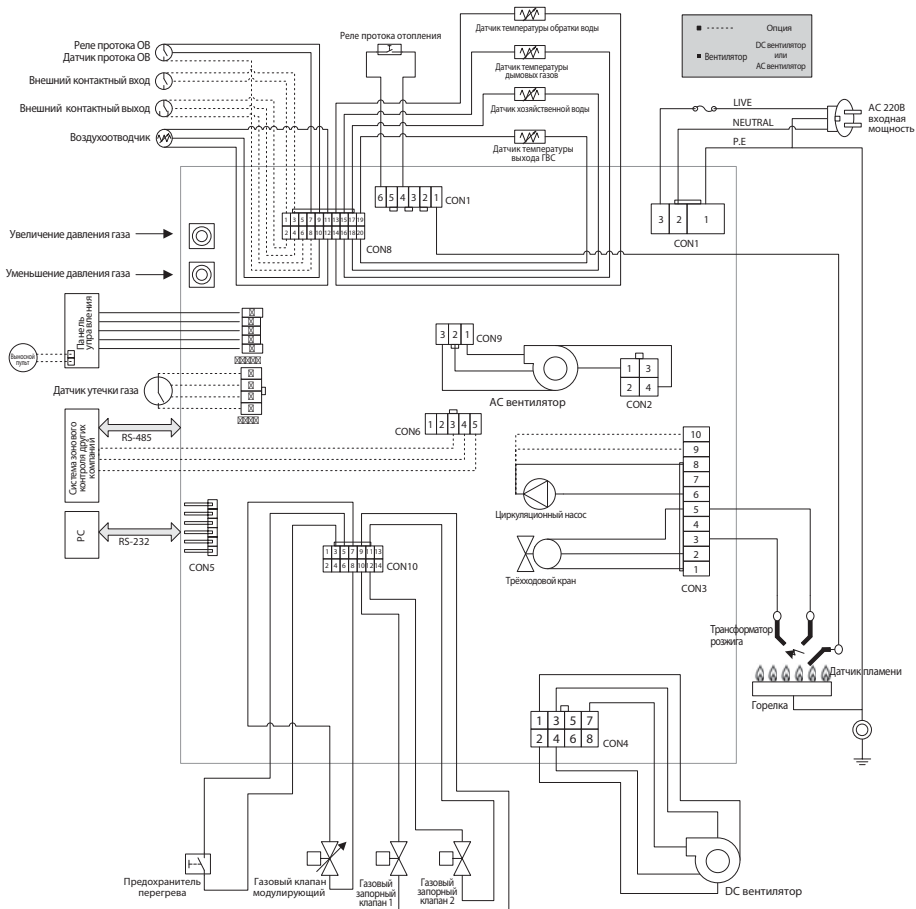 Реле протока ОВ
Датчик протока ОВ
Внешний контактный вход
Внешний контактный выход
Воздухоотводчик
Реле протока отопления
Датчик температуры обратки воды
Датчик температуры
дымовых газов
Датчик хозяйственной воды
Датчик температуры
выхода ГВС
Опция
Вентилятор
DC вентилятор
или
AC вентилятор
LIVE
NEUTRAL
P.E
АС 220В
входная
мощность
6 5 4 3 2 1
CON1
3 2 1
CON1
1 3 5 7 9 11 13 15 17 19
2 4 6 8 10 12 14 16 18 20
CON8
Увеличение давления газа
Уменьшение давления газа
Панель
управления
Выносной
пульт
Датчик утечки газа
3 2 1
CON9
AC вентилятор
1 3
2 4
CON2
Система зонового
контроля других
компаний
RS-485
CON6
1 2 3 4 5
PC
RS-232
CON5
10
9
8
7
6
5
4
3
2
1
CON3
Циркуляционный насос
Трёхходовой кран
1 3 5 7 9 11 13
2 4 6 8 10 12 14
CON10
Трансформатор
розжига
Датчик пламени
Горелка
1 3 5 7
2 4 6 8
CON4
DC вентилятор
Предохранитель
перегрева
Газовый клапан
модулирующий
Газовый
запорный
клапан 1
Газовый
запорный
клапан 2